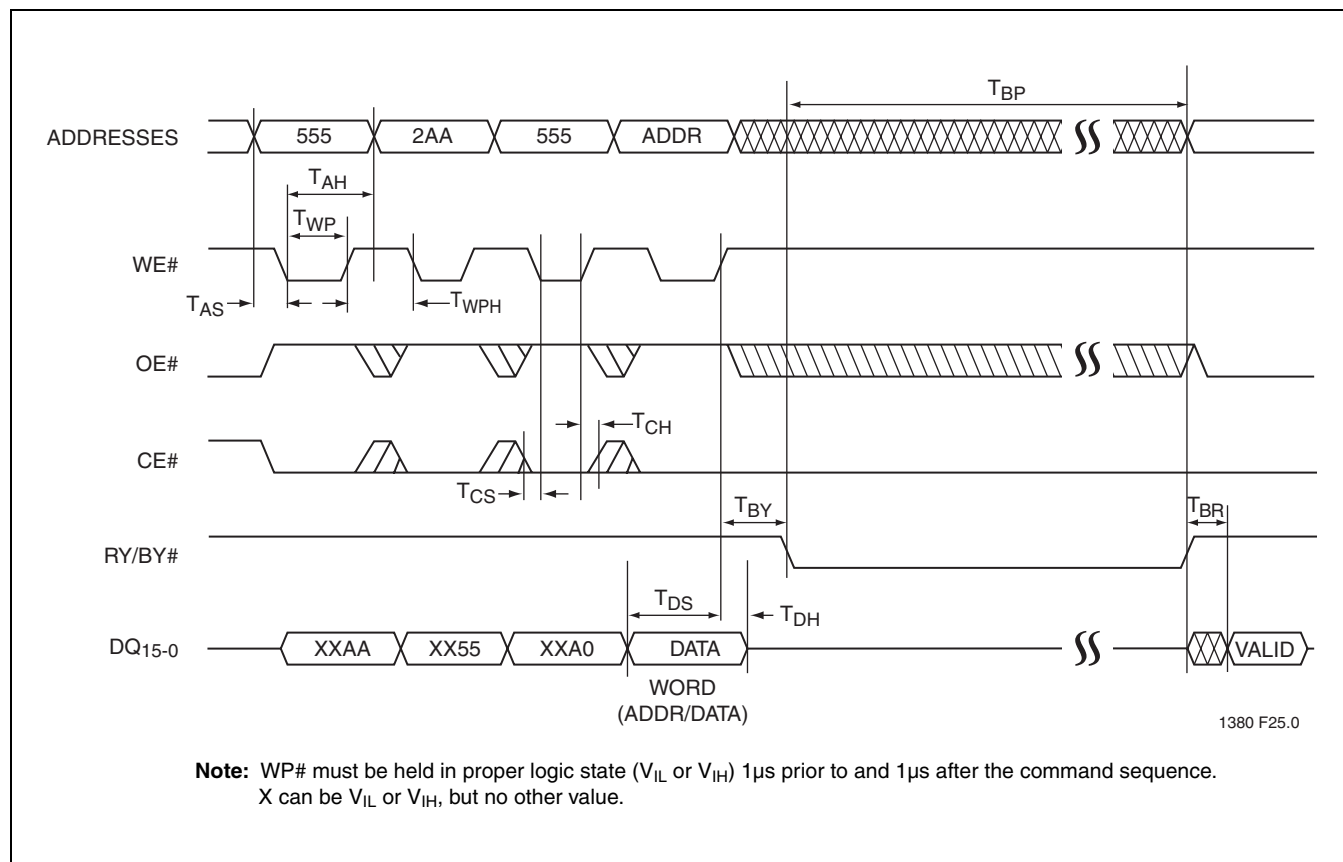 T_BP
ADDRESSES 555 2AA 555 ADDR
T_AH
T_WP
WE#
T_AS T_WPH
OE#
T_CH
CE#
T_CS
T_BY T_BR
RY/BY#
T_DS
T_DH
DQ15-0 XXAA XX55 XXA0 DATA VALID
WORD
(ADDR/DATA)
1380 F25.0
Note: WP# must be held in proper logic state (V_IL or V_IH) 1µs prior to and 1µs after the command sequence.
X can be V_IL or V_IH, but no other value.